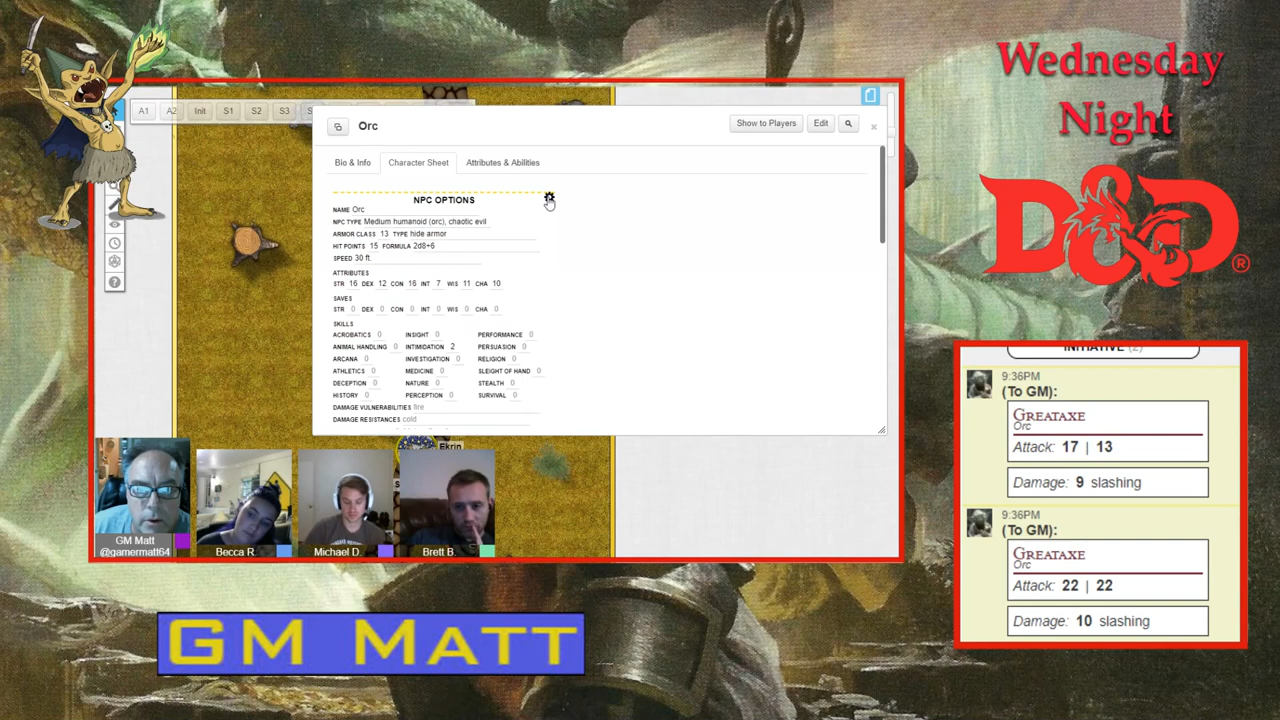 Wednesday
Night
D&D®
A1 A2 Init S1 S2 S3
Orc
Show to Players Edit
Bio & Info Character Sheet Attributes & Abilities
NPC OPTIONS
NAME Orc
NPC TYPE Medium humanoid (orc), chaotic evil
ARMOR CLASS 13 TYPE hide armor
HIT POINTS 15 FORMULA 2d8+6
SPEED 30 ft.
ATTRIBUTES
STR 16 DEX 12 CON 16 INT 7 WIS 11 CHA 10
SAVES
STR 0 DEX 0 CON 0 INT 0 WIS 0 CHA 0
SKILLS
ACROBATICS 0 INSIGHT 0 PERFORMANCE 0
ANIMAL HANDLING 0 INTIMIDATION 2 PERSUASION 0
ARCANA 0 INVESTIGATION 0 RELIGION 0
ATHLETICS 0 MEDICINE 0 SLEIGHT OF HAND 0
DECEPTION 0 NATURE 0 STEALTH 0
HISTORY 0 PERCEPTION 0 SURVIVAL 0
DAMAGE VULNERABILITIES fire
DAMAGE RESISTANCES cold
Ekrin
GM Matt
@gamermatt64
Becca R.
Michael D.
Brett B.
INITIATIVE (2)
9:36PM
(To GM):
GREATAXE
Orc
Attack: 17 | 13
Damage: 9 slashing
9:36PM
(To GM):
GREATAXE
Orc
Attack: 22 | 22
Damage: 10 slashing
GM MATT